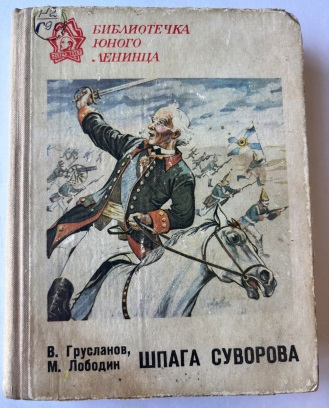 БИБЛИОТЕЧКА
ЮНОГО
ЛЕНИНЦА
В. Грусланов,
М. Лободин
ШПАГА СУВОРОВА